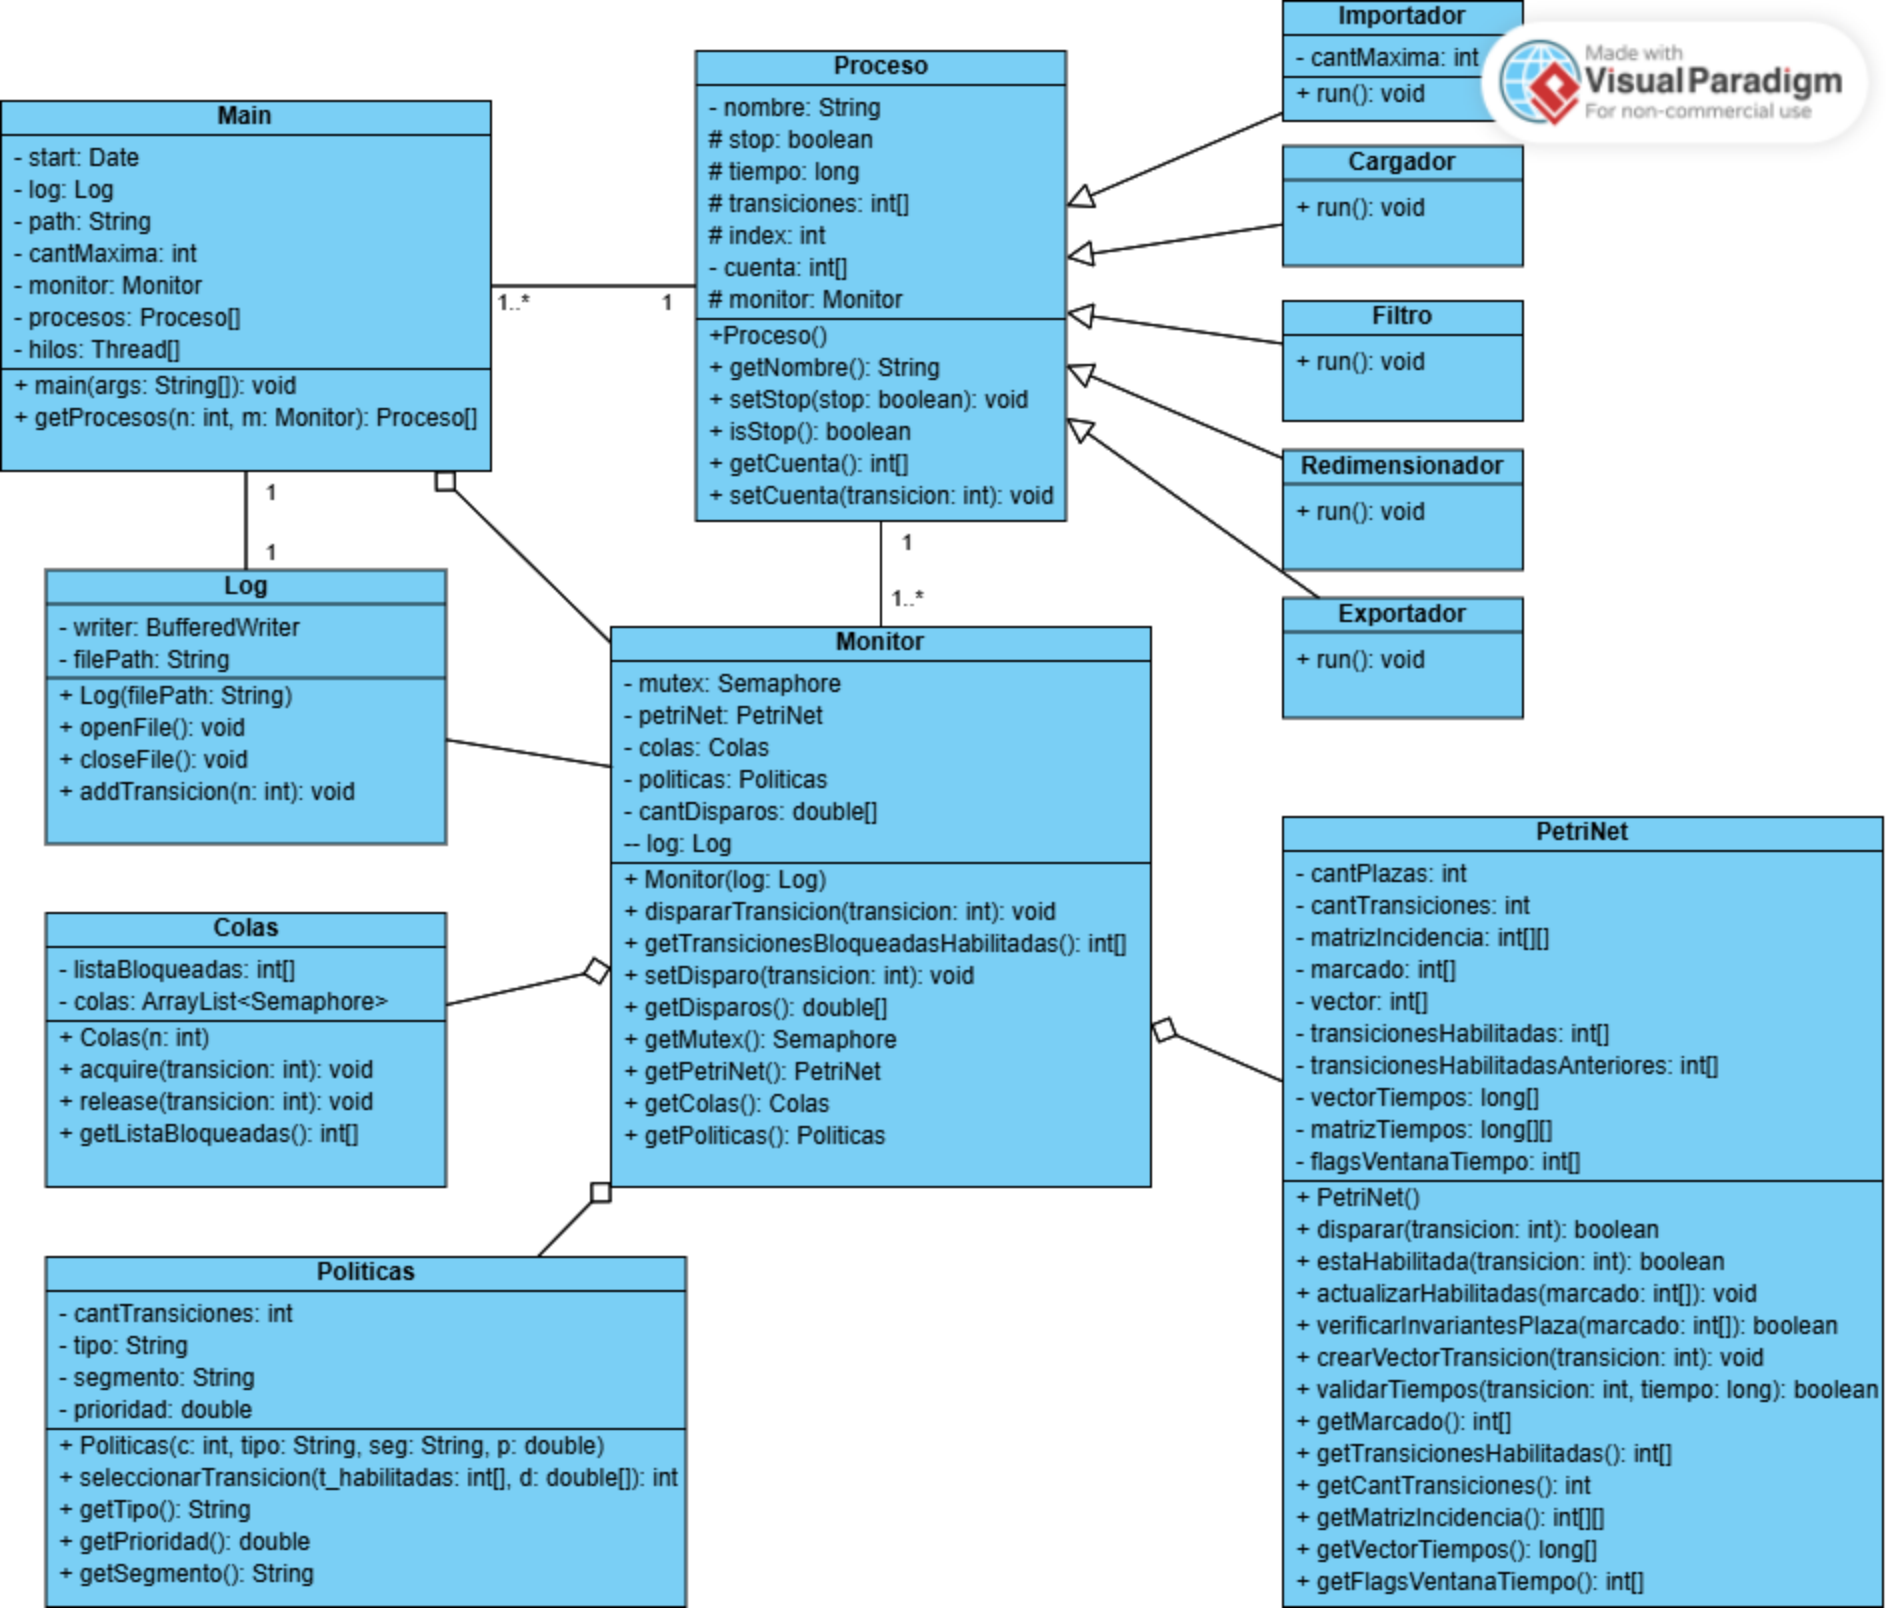 Main
- start: Date
- log: Log
- path: String
- cantMaxima: int
- monitor: Monitor
- procesos: Proceso[]
- hilos: Thread[]
+ main(args: String[]): void
+ getProcesos(n: int, m: Monitor): Proceso[]
1..*
1
Proceso
- nombre: String
# stop: boolean
# tiempo: long
# transiciones: int[]
# index: int
- cuenta: int[]
# monitor: Monitor
+Proceso()
+ getNombre(): String
+ setStop(stop: boolean): void
+ isStop(): boolean
+ getCuenta(): int[]
+ setCuenta(transicion: int): void
Importador
- cantMaxima: int
+ run(): void
Made with
Visual Paradigm
For non-commercial use
Cargador
+ run(): void
Filtro
+ run(): void
Redimensionador
+ run(): void
Exportador
+ run(): void
1
1
1
1..*
Log
- writer: BufferedWriter
- filePath: String
+ Log(filePath: String)
+ openFile(): void
+ closeFile(): void
+ addTransicion(n: int): void
Monitor
- mutex: Semaphore
- petriNet: PetriNet
- colas: Colas
- politicas: Politicas
- cantDisparos: double[]
-- log: Log
+ Monitor(log: Log)
+ dispararTransicion(transicion: int): void
+ getTransicionesBloqueadasHabilitadas(): int[]
+ setDisparo(transicion: int): void
+ getDisparos(): double[]
+ getMutex(): Semaphore
+ getPetriNet(): PetriNet
+ getColas(): Colas
+ getPoliticas(): Politicas
Colas
- listaBloqueadas: int[]
- colas: ArrayList<Semaphore>
+ Colas(n: int)
+ acquire(transicion: int): void
+ release(transicion: int): void
+ getListaBloqueadas(): int[]
Politicas
- cantTransiciones: int
- tipo: String
- segmento: String
- prioridad: double
+ Politicas(c: int, tipo: String, seg: String, p: double)
+ seleccionarTransicion(t_habilitadas: int[], d: double[]): int
+ getTipo(): String
+ getPrioridad(): double
+ getSegmento(): String
PetriNet
- cantPlazas: int
- cantTransiciones: int
- matrizIncidencia: int[][]
- marcado: int[]
- vector: int[]
- transicionesHabilitadas: int[]
- transicionesHabilitadasAnteriores: int[]
- vectorTiempos: long[]
- matrizTiempos: long[][]
- flagsVentanaTiempo: int[]
+ PetriNet()
+ disparar(transicion: int): boolean
+ estaHabilitada(transicion: int): boolean
+ actualizarHabilitadas(marcado: int[]): void
+ verificarInvariantesPlaza(marcado: int[]): boolean
+ crearVectorTransicion(transicion: int): void
+ validarTiempos(transicion: int, tiempo: long): boolean
+ getMarcado(): int[]
+ getTransicionesHabilitadas(): int[]
+ getCantTransiciones(): int
+ getMatrizIncidencia(): int[][]
+ getVectorTiempos(): long[]
+ getFlagsVentanaTiempo(): int[]